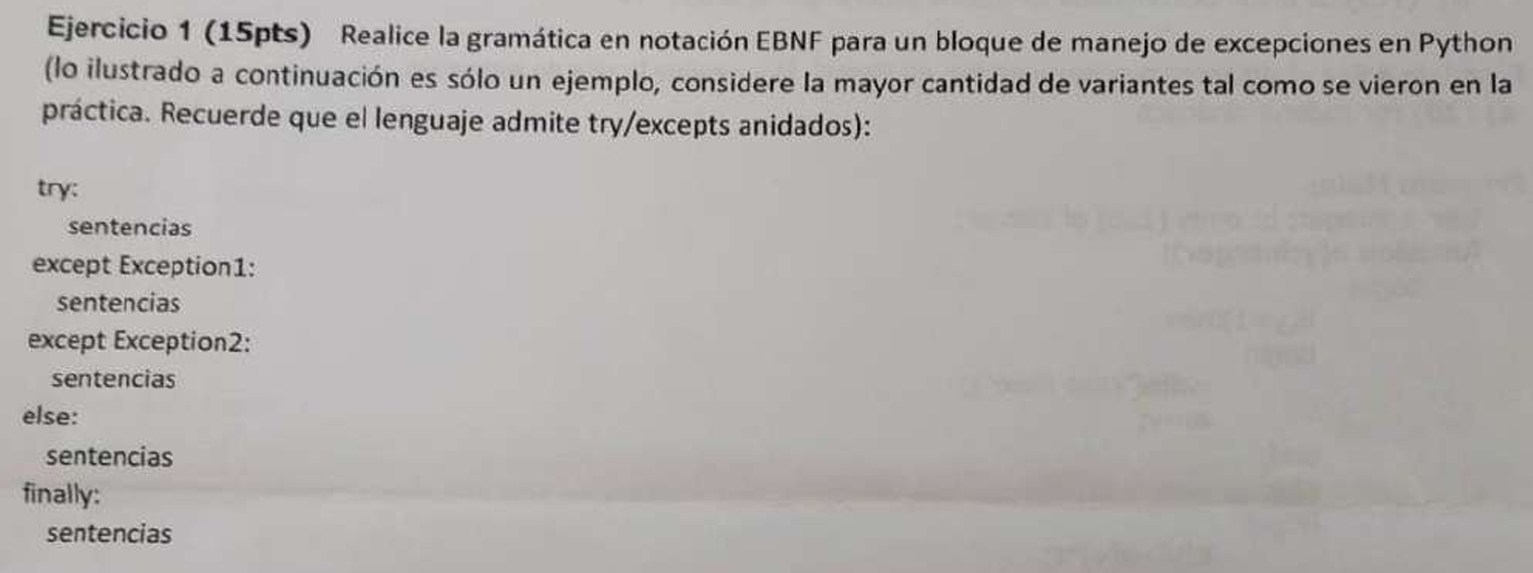 Ejercicio 1 (15pts) Realice la gramática en notación EBNF para un bloque de manejo de excepciones en Python
(lo ilustrado a continuación es sólo un ejemplo, considere la mayor cantidad de variantes tal como se vieron en la
práctica. Recuerde que el lenguaje admite try/excepts anidados):
try:
sentencias
except Exception1:
sentencias
except Exception2:
sentencias
else:
sentencias
finally:
sentencias